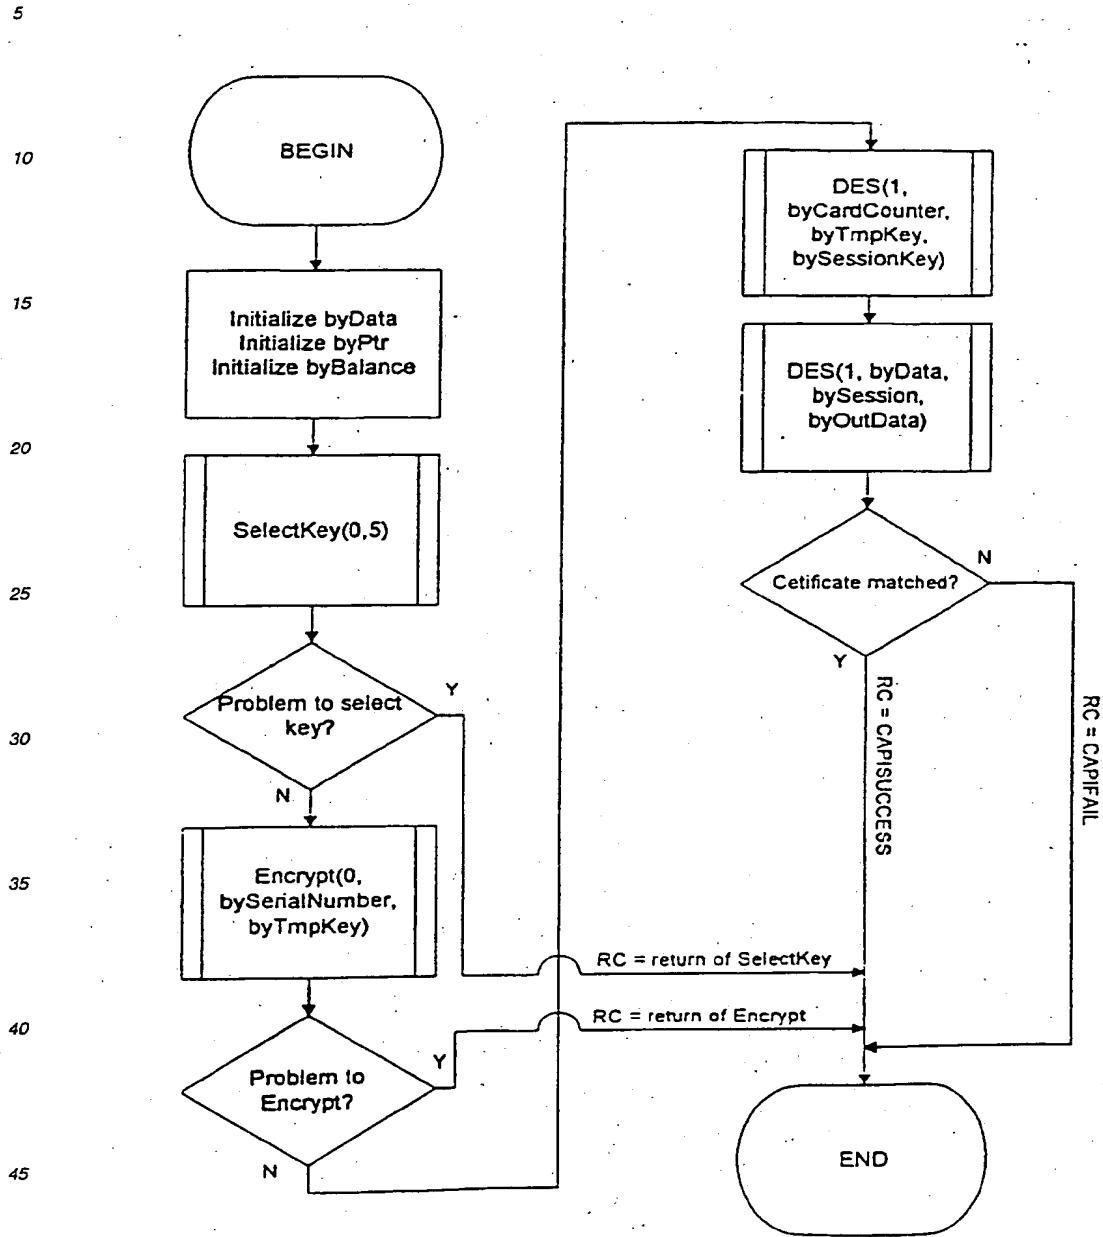 5
10
15
20
25
30
35
40
45
BEGIN
Initialize byData
Initialize byPtr
Initialize byBalance
SelectKey(0,5)
Problem to select
key?
Y
N
Encrypt(0,
bySerialNumber,
byTmpKey)
Problem to
Encrypt?
Y
N
RC = return of SelectKey
RC = return of Encrypt
DES(1,
byCardCounter,
byTmpKey,
bySessionKey)
DES(1, byData,
bySession,
byOutData)
Cetificate matched?
N
Y
RC = CAPISUCCESS
RC = CAPIFAIL
END